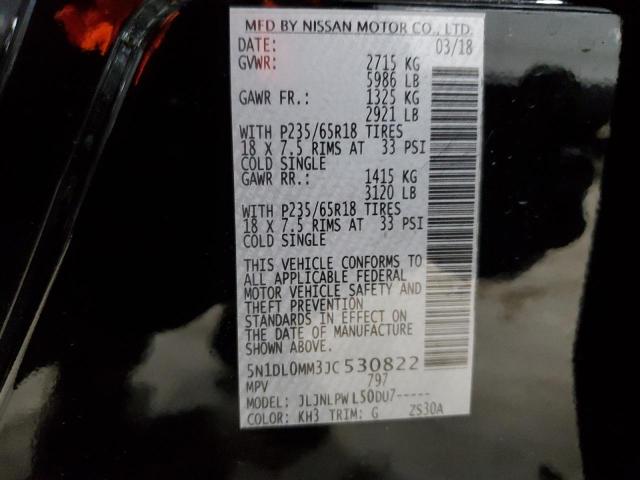 MFD BY NISSAN MOTOR CO., LTD.
DATE: 03/18
GVWR: 2715 KG
5986 LB
GAWR FR.: 1325 KG
2921 LB
WITH P235/65R18 TIRES
18 X 7.5 RIMS AT 33 PSI
COLD SINGLE
GAWR RR.: 1415 KG
3120 LB
WITH P235/65R18 TIRES
18 X 7.5 RIMS AT 33 PSI
COLD SINGLE
THIS VEHICLE CONFORMS TO
ALL APPLICABLE FEDERAL
MOTOR VEHICLE SAFETY AND
THEFT PREVENTION
STANDARDS IN EFFECT ON
THE DATE OF MANUFACTURE
SHOWN ABOVE.
5N1DL0MM3JC530822
MPV 797
MODEL: JLJNLPWL50DU7-----
COLOR: KH3 TRIM: G ZS30A